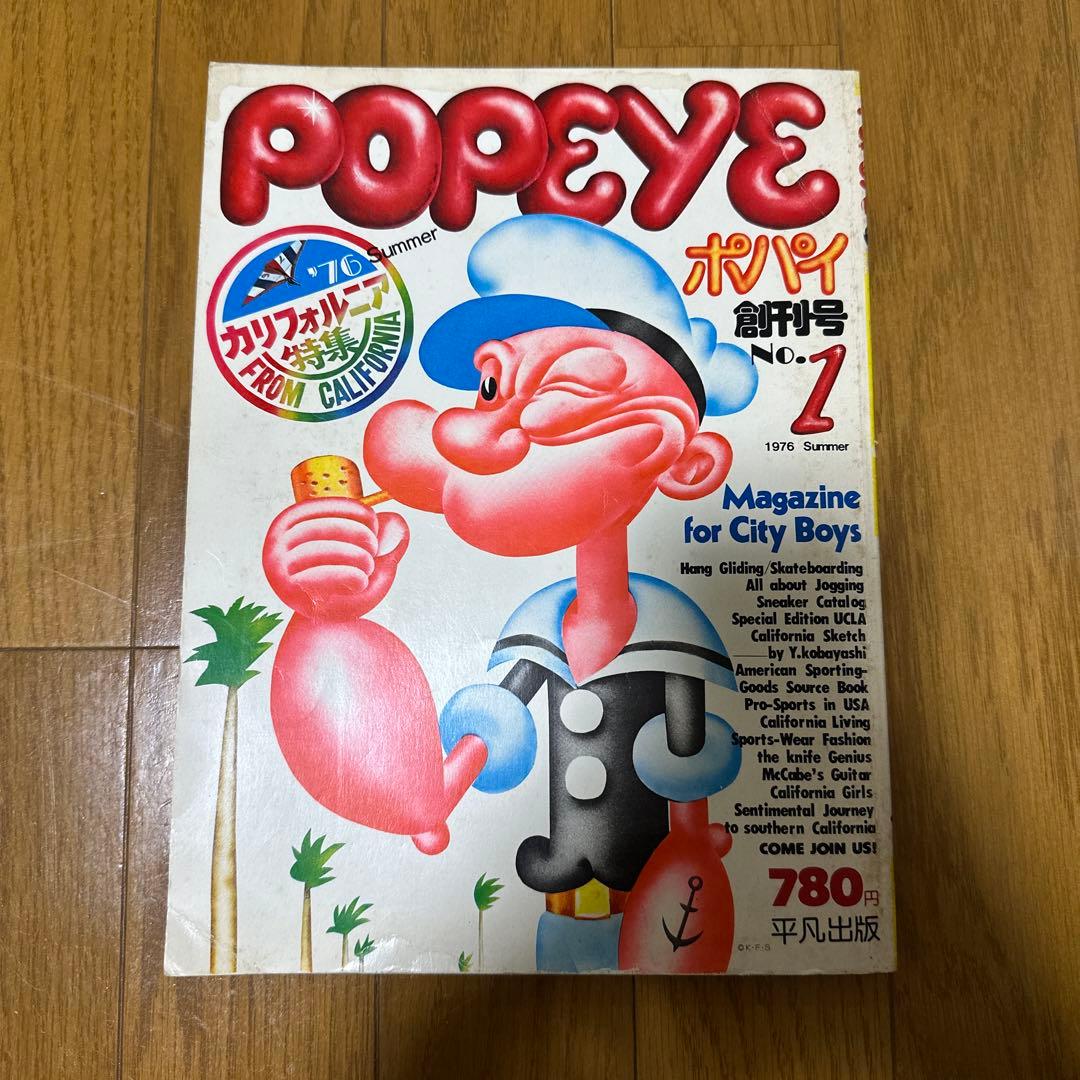 POPEYE
ポパイ
創刊号
No.1
1976 Summer
'76 Summer
カリフォルニア
特集
FROM CALIFORNIA
Magazine
for City Boys
Hang Gliding/Skateboarding
All about Jogging
Sneaker Catalog
Special Edition UCLA
California Sketch
by Y.kobayashi
American Sporting-
Goods Source Book
Pro-Sports in USA
California Living
Sports-Wear Fashion
the knife Genius
McCabe's Guitar
California Girls
Sentimental Journey
to southern California
COME JOIN US!
780円
平凡出版
©K・F・S